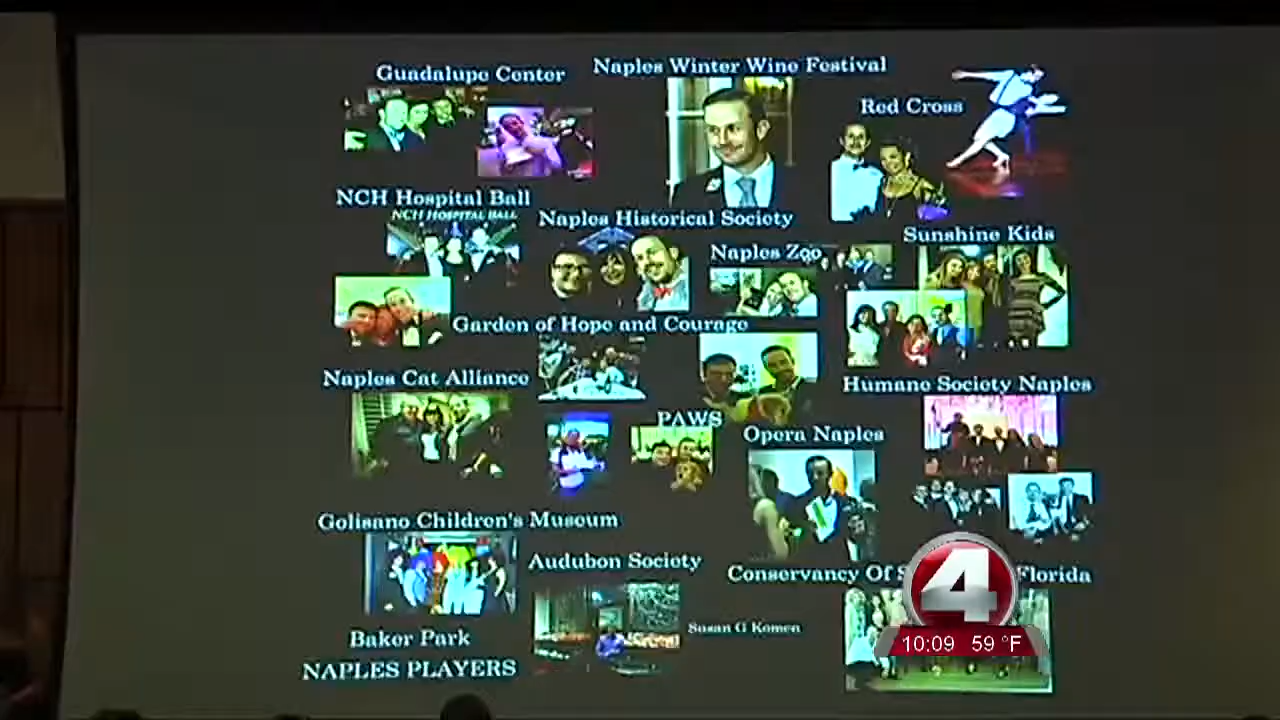 Guadalupe Center
Naples Winter Wine Festival
Red Cross
NCH Hospital Ball
NCH HOSPITAL BALL
Naples Historical Society
Naples Zoo
Sunshine Kids
Garden of Hope and Courage
Naples Cat Alliance
Humane Society Naples
PAWS
Opera Naples
Golisano Children's Museum
Audubon Society
Conservancy Of S
Florida
4
10:09 59 °F
Susan G Komen
Baker Park
NAPLES PLAYERS